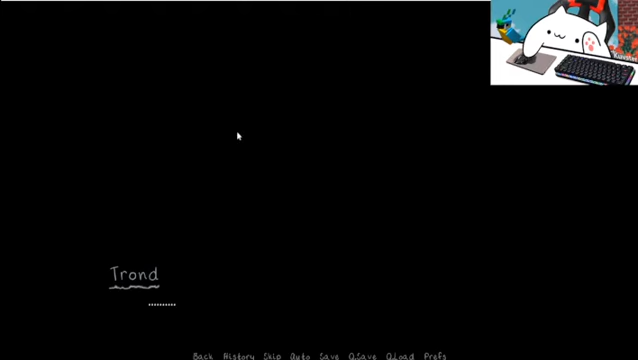 Trond
..........
Back History Skip Auto Save Q.Save Q.Load Prefs